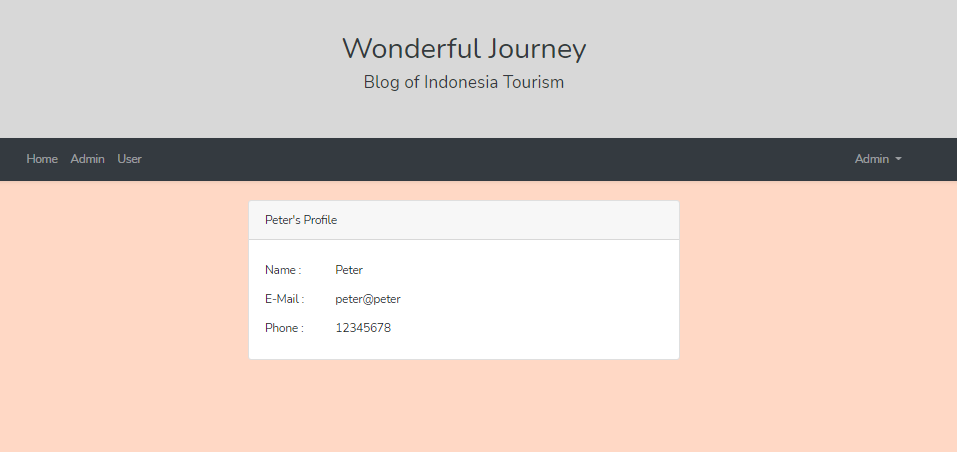 Wonderful Journey
Blog of Indonesia Tourism
Home Admin User Admin
Peter's Profile
Name : Peter
E-Mail : peter@peter
Phone : 12345678